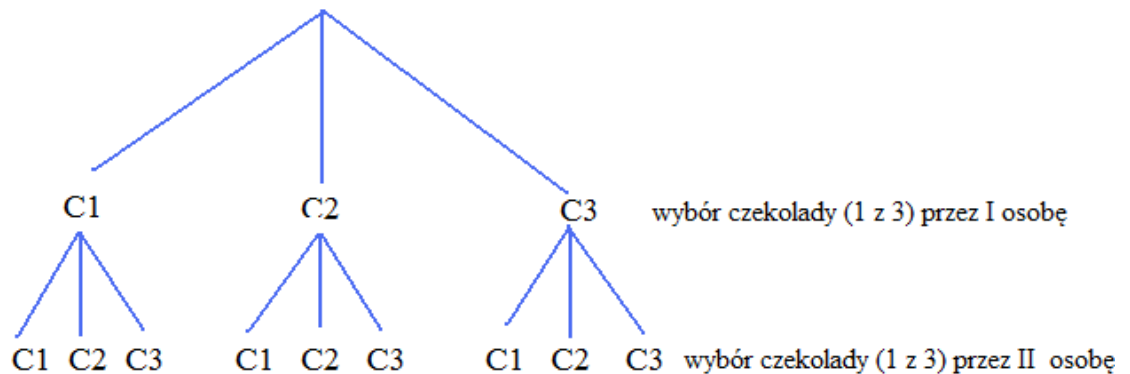 C1 C2 C3 wybór czekolady (1 z 3) przez I osobę
C1 C2 C3 C1 C2 C3 C1 C2 C3 wybór czekolady (1 z 3) przez II osobę